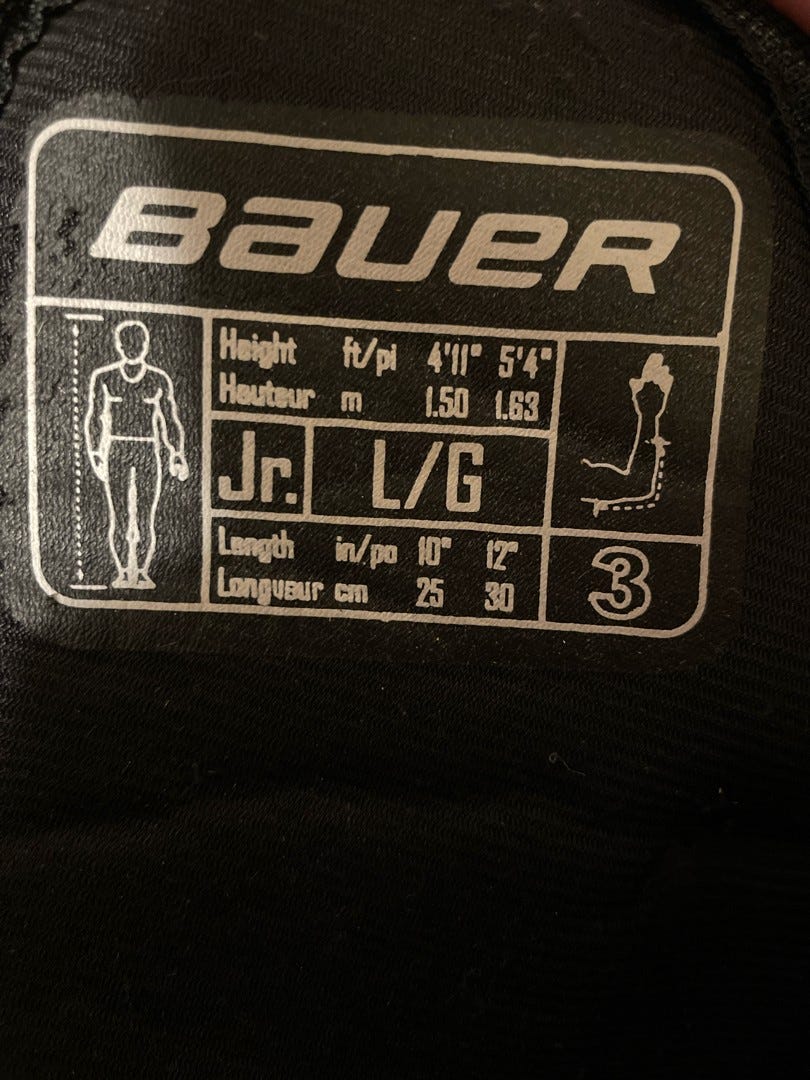 BAUER
Height ft/pi 4'11" 5'4"
Hauteur m 1.50 1.63
Jr. L/G
Length in/po 10" 12"
Longueur cm 25 30
3